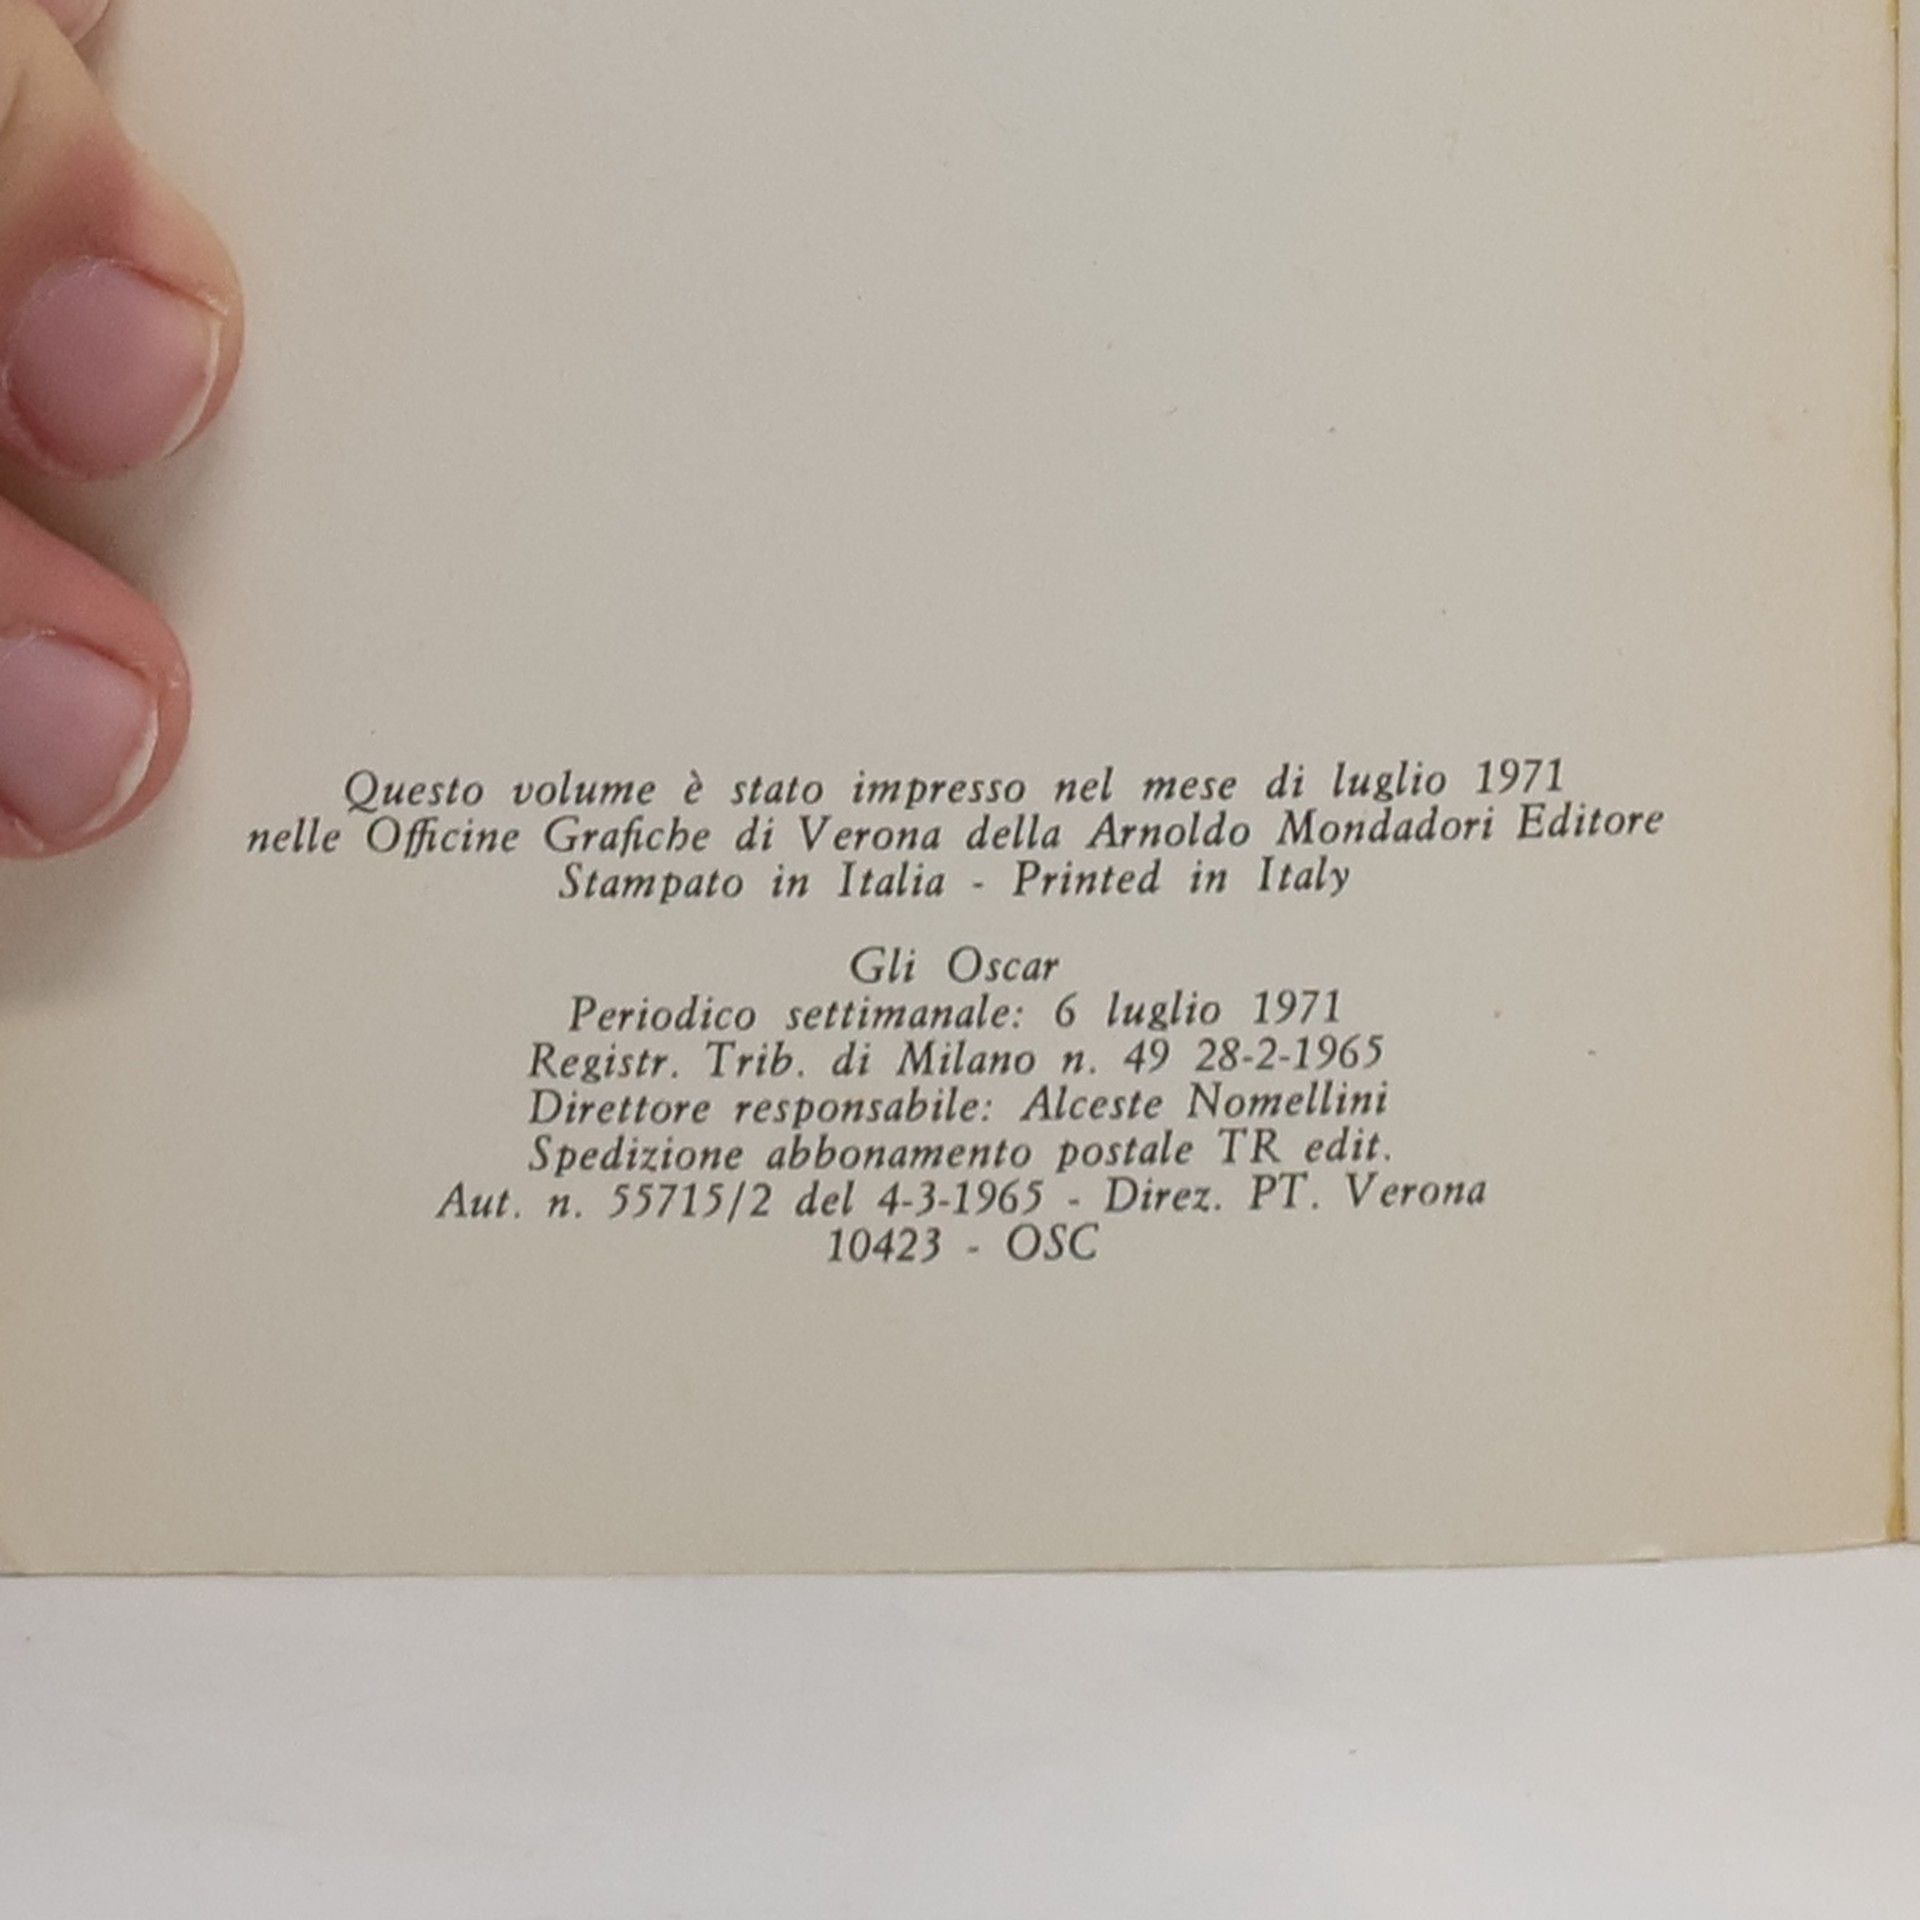 Questo volume è stato impresso nel mese di luglio 1971
nelle Officine Grafiche di Verona della Arnoldo Mondadori Editore
Stampato in Italia - Printed in Italy
Gli Oscar
Periodico settimanale: 6 luglio 1971
Registr. Trib. di Milano n. 49 28-2-1965
Direttore responsabile: Alceste Nomellini
Spedizione abbonamento postale TR edit.
Aut. n. 55715/2 del 4-3-1965 - Direz. PT. Verona
10423 - OSC